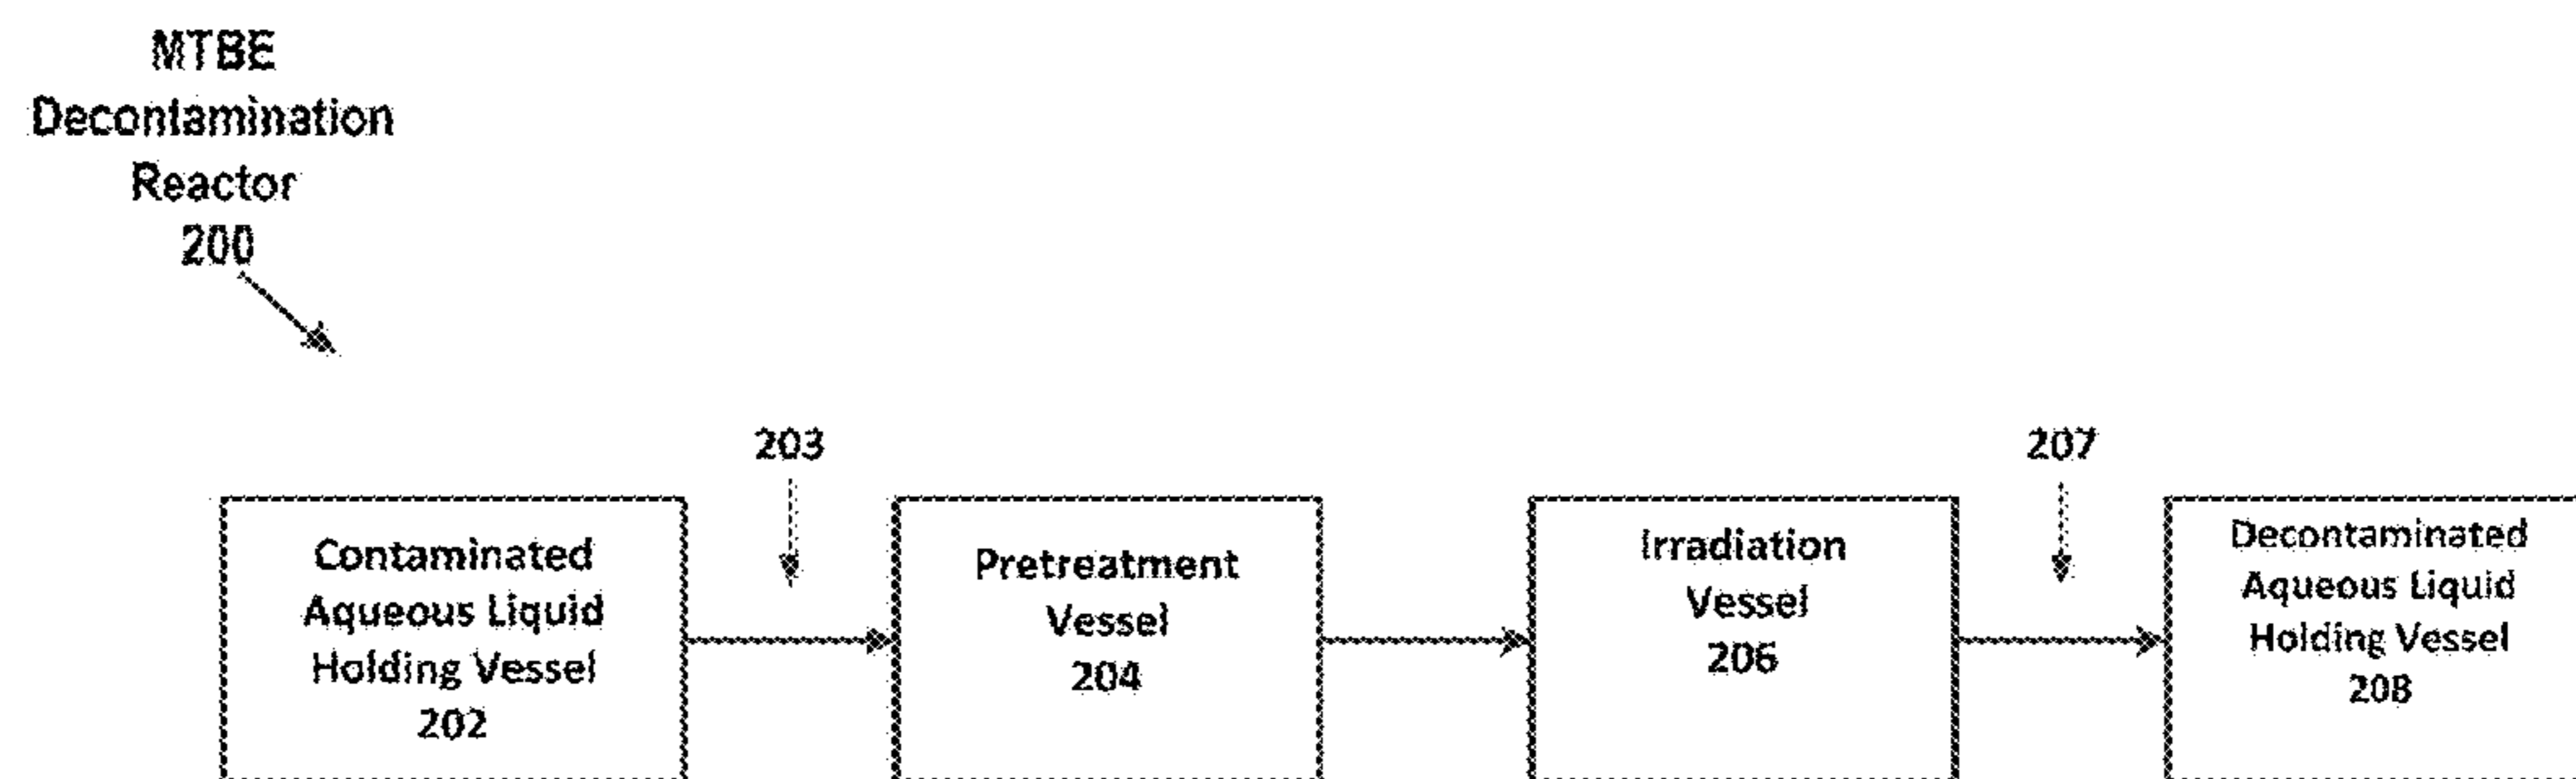 MTBE
Decontamination
Reactor
200
203
207
Contaminated
Aqueous Liquid
Holding Vessel
202
Pretreatment
Vessel
204
Irradiation
Vessel
206
Decontaminated
Aqueous Liquid
Holding Vessel
208